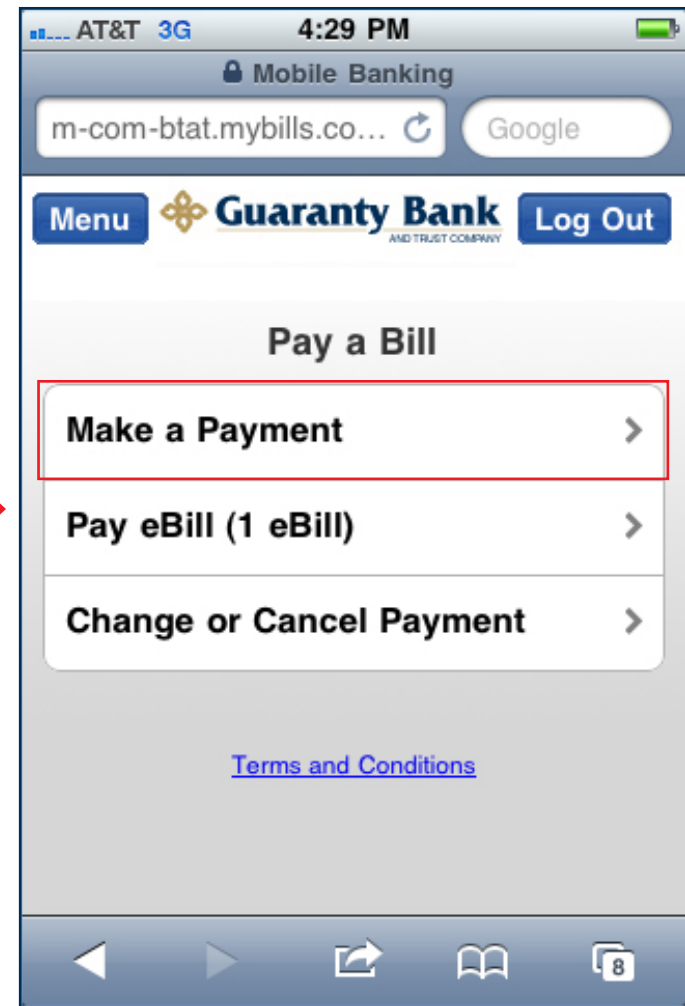 AT&T 3G 4:29 PM
Mobile Banking
m-com-btat.mybills.co... Google
Menu Guaranty Bank Log Out
AND TRUST COMPANY
Pay a Bill
Make a Payment
Pay eBill (1 eBill)
Change or Cancel Payment
Terms and Conditions
8